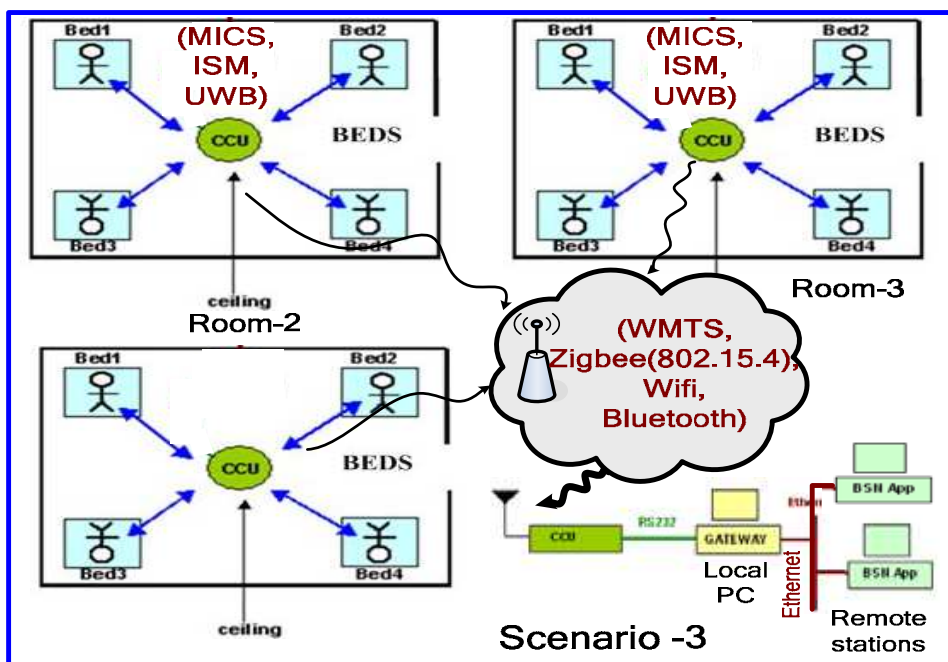 Bed1
(MICS,
ISM,
UWB)
Bed2
CCU
BEDS
Bed3
Bed4
ceiling
Room-2
Bed1
(MICS,
ISM,
UWB)
Bed2
CCU
BEDS
Bed3
Bed4
Room-3
(WMTS,
Zigbee(802.15.4),
Wifi,
Bluetooth)
Bed1
Bed2
CCU
BEDS
Bed3
Bed4
ceiling
CCU
RS232
GATEWAY
Local
PC
Ethernet
BSN App
BSN App
Remote
stations
Scenario -3